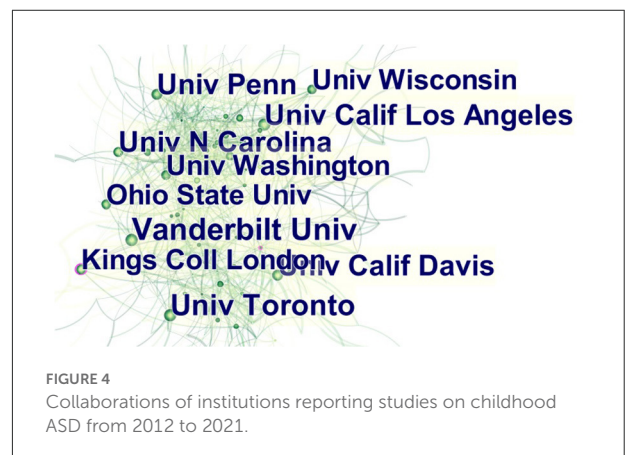 Univ Penn
Univ Wisconsin
Univ Calif Los Angeles
Univ N Carolina
Univ Washington
Ohio State Univ
Vanderbilt Univ
Kings Coll London
Univ Calif Davis
Univ Toronto
FIGURE 4
Collaborations of institutions reporting studies on childhood
ASD from 2012 to 2021.